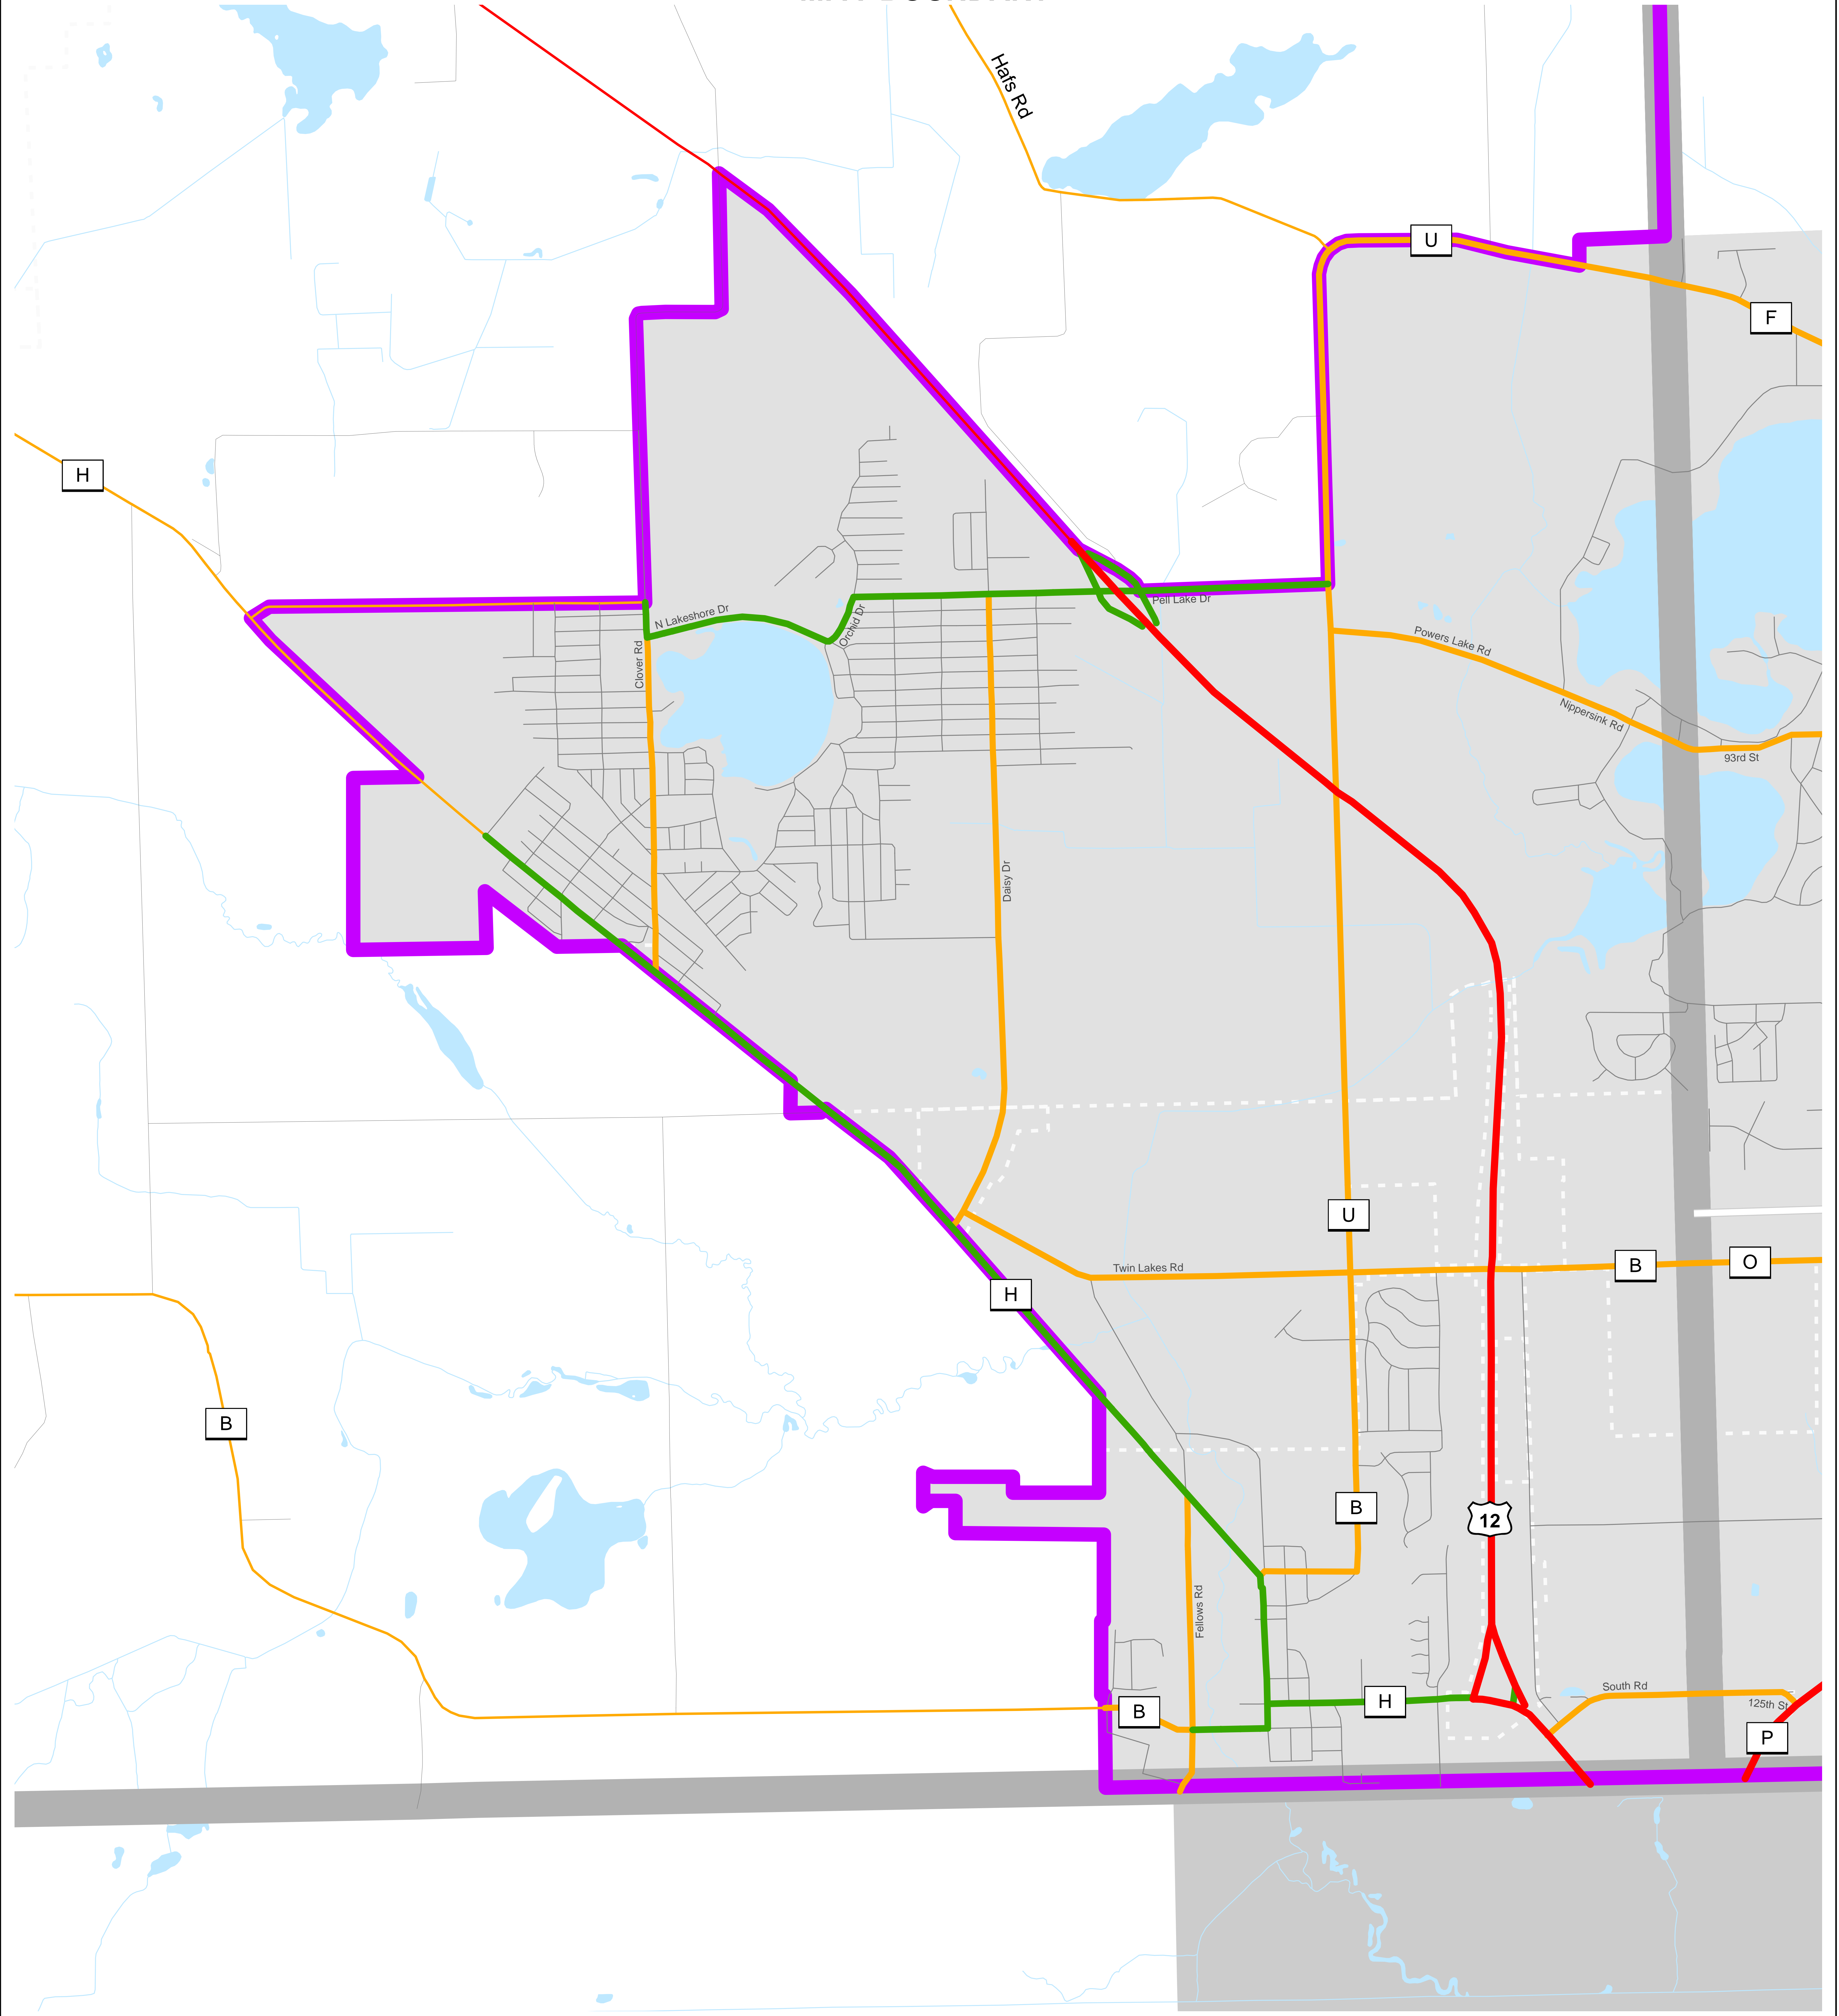 Hafs Rd
U
F
H
Pell Lake Dr
N Lakeshore Dr
Orchid Dr
Clover Rd
Powers Lake Rd
Nippersink Rd
93rd St
Daisy Dr
U
B
O
Twin Lakes Rd
H
B
B
12
Fellows Rd
South Rd
H
125th St
B
P